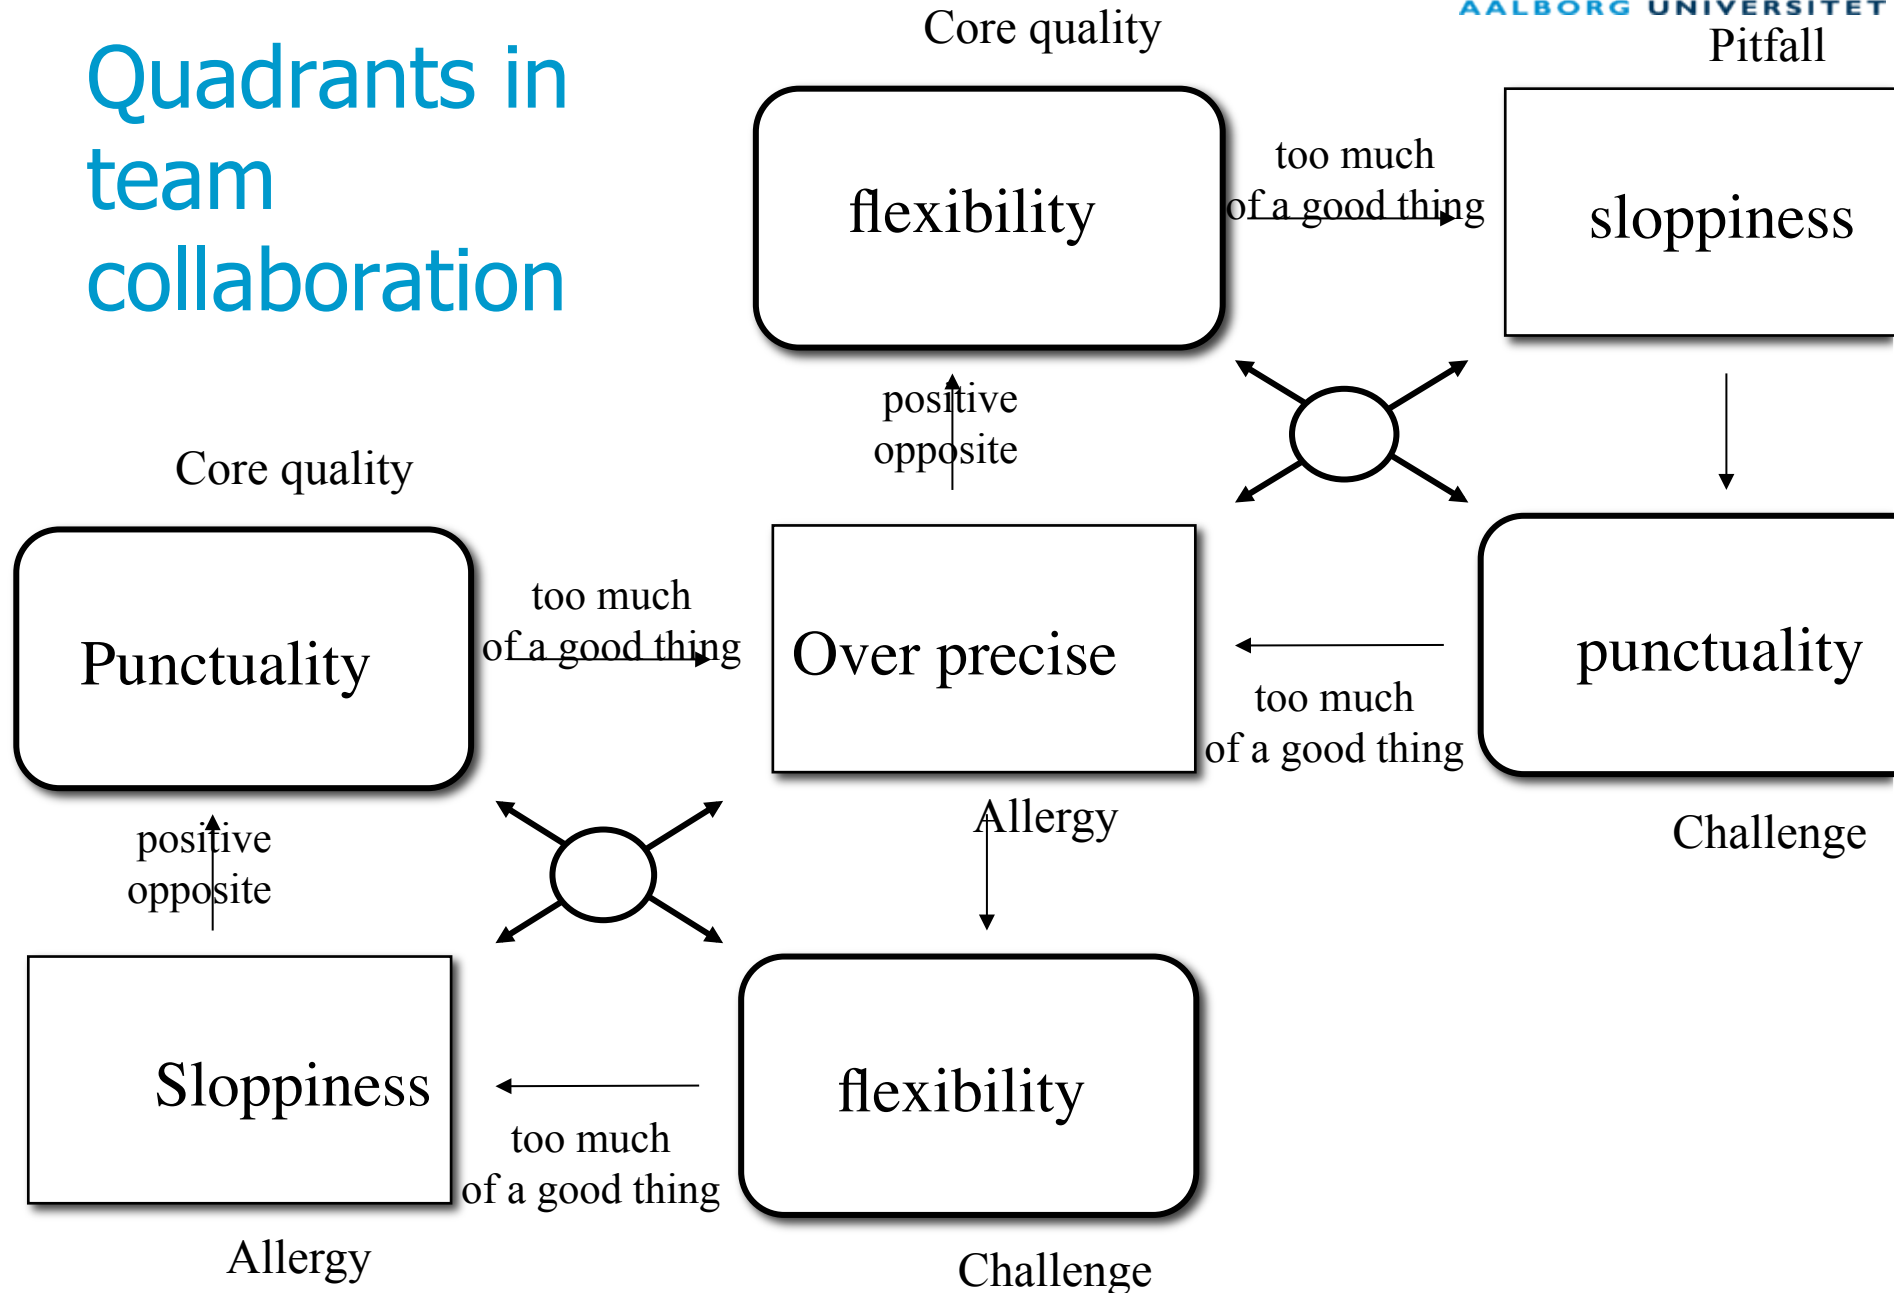 AALBORG UNIVERSITET
Quadrants in
team
collaboration
Core quality
Pitfall
flexibility
too much
of a good thing
sloppiness
positive
opposite
Core quality
Punctuality
too much
of a good thing
Over precise
too much
of a good thing
punctuality
Allergy
Challenge
positive
opposite
Sloppiness
too much
of a good thing
flexibility
Allergy
Challenge